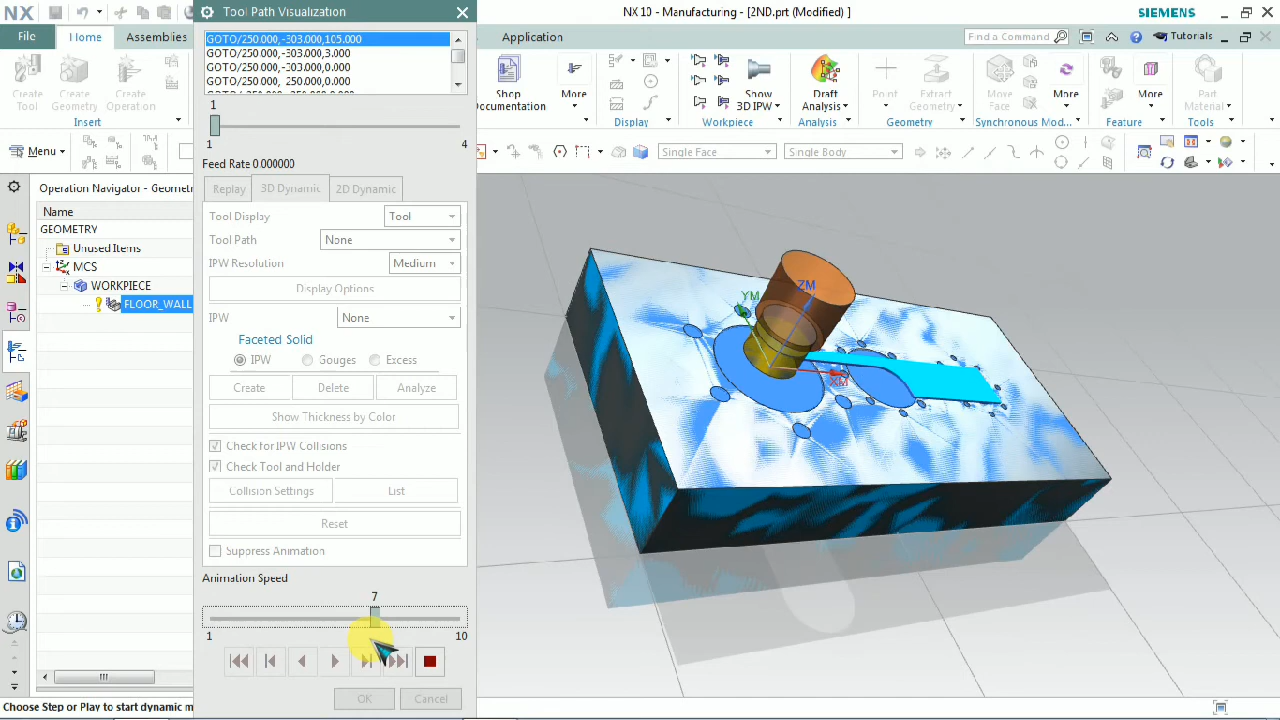 NX
Tool Path Visualization
NX 10 - Manufacturing - [2ND.prt (Modified) ]
SIEMENS
File
Home
Assemblies
Application
Find a Command
Tutorials
GOTO/250.000,-303.000,105.000
GOTO/250.000,-303.000,3.000
GOTO/250.000,-303.000,0.000
GOTO/250.000,-250.000,0.000
Create Tool
Create Geometry
Create Operation
Insert
Shop Documentation
More
Display
Show 3D IPW
Workpiece
Draft Analysis
Analysis
Point
Extract Geometry
Geometry
Move Face
More
Synchronous Mod...
More
Feature
Part Material
Tools
Menu
Single Face
Single Body
1
1
4
Feed Rate 0.000000
Replay
3D Dynamic
2D Dynamic
Tool Display
Tool
Tool Path
None
IPW Resolution
Medium
Display Options
IPW
None
Faceted Solid
IPW
Gouges
Excess
Create
Delete
Analyze
Show Thickness by Color
Check for IPW Collisions
Check Tool and Holder
Collision Settings
List
Reset
Suppress Animation
Animation Speed
7
1
10
OK
Cancel
Operation Navigator - Geometr
Name
GEOMETRY
Unused Items
MCS
WORKPIECE
FLOOR_WALL
ZM
YM
XM
Choose Step or Play to start dynamic m